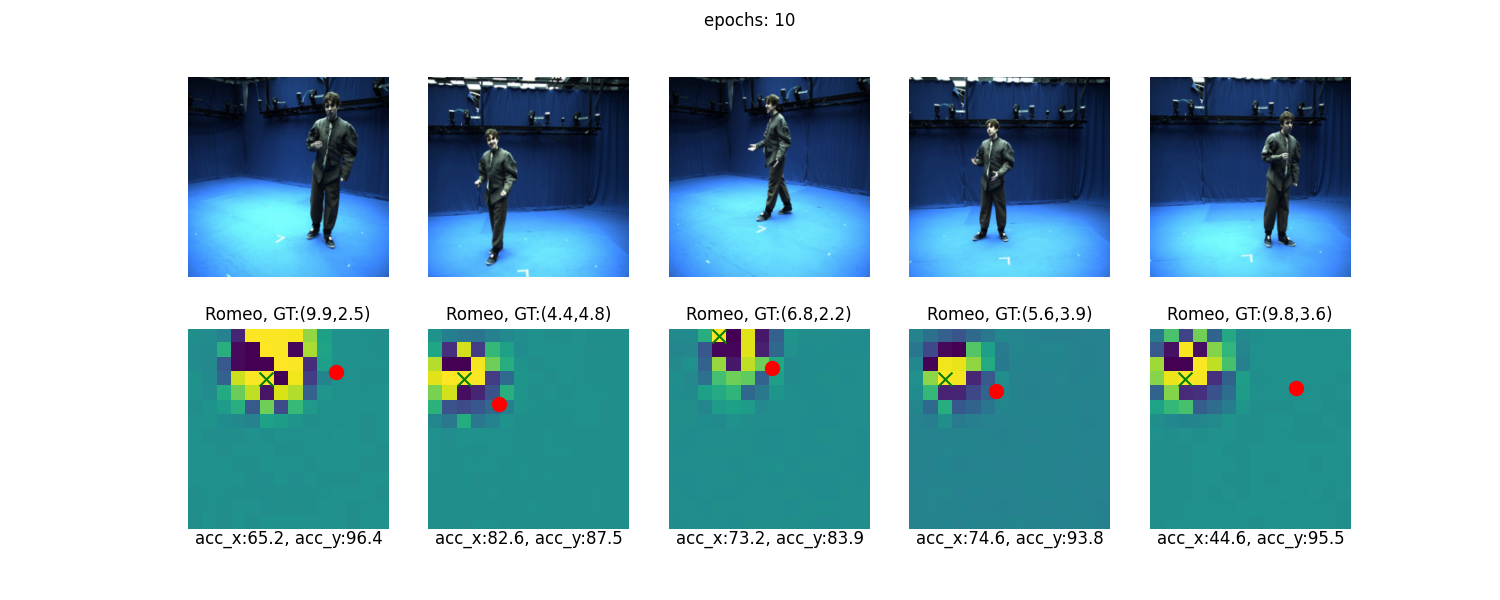 epochs: 10
Romeo, GT:(9.9,2.5)
Romeo, GT:(4.4,4.8)
Romeo, GT:(6.8,2.2)
Romeo, GT:(5.6,3.9)
Romeo, GT:(9.8,3.6)
acc_x:65.2, acc_y:96.4
acc_x:82.6, acc_y:87.5
acc_x:73.2, acc_y:83.9
acc_x:74.6, acc_y:93.8
acc_x:44.6, acc_y:95.5